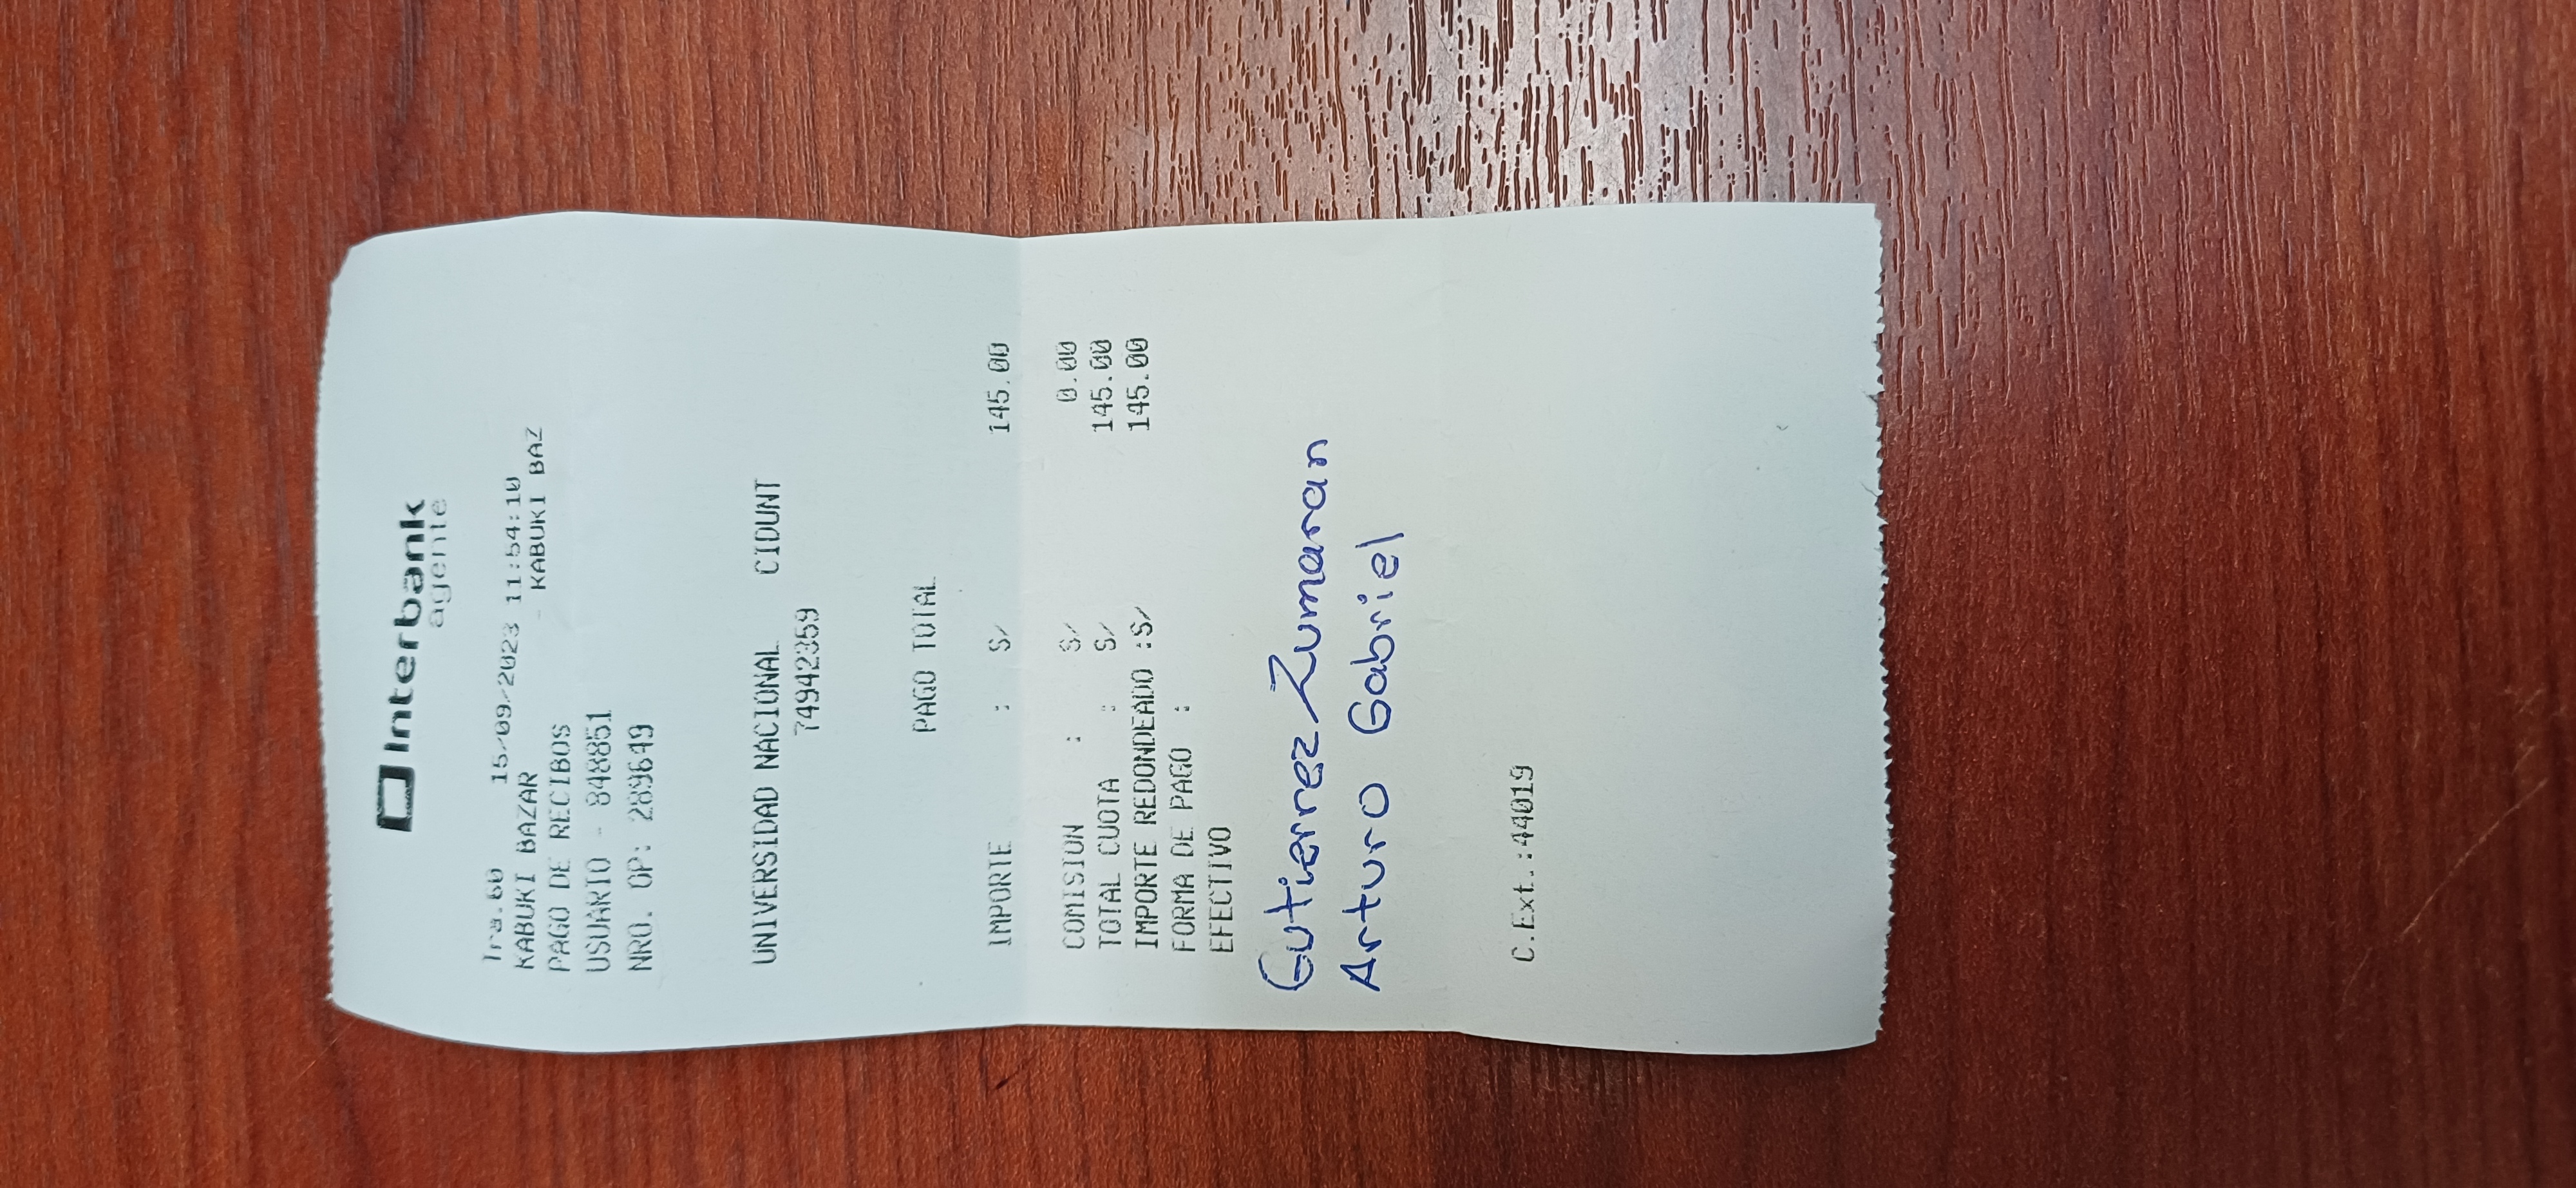 Interbank
agente
Tra.60 15/09/2023 11:54:10
KABUKI BAZAR - KABUKI BAZ
PAGO DE RECIBOS
USUARIO - 848851
NRO. OP: 289649
UNIVERSIDAD NACIONAL CIDUNT
74942359
PAGO TOTAL
IMPORTE : S/ 145.00
COMISION : S/ 0.00
TOTAL CUOTA : S/ 145.00
IMPORTE REDONDEADO :S/ 145.00
FORMA DE PAGO :
EFECTIVO
Gutierrez Zumaran
Arturo Gabriel
C.Ext.:44019